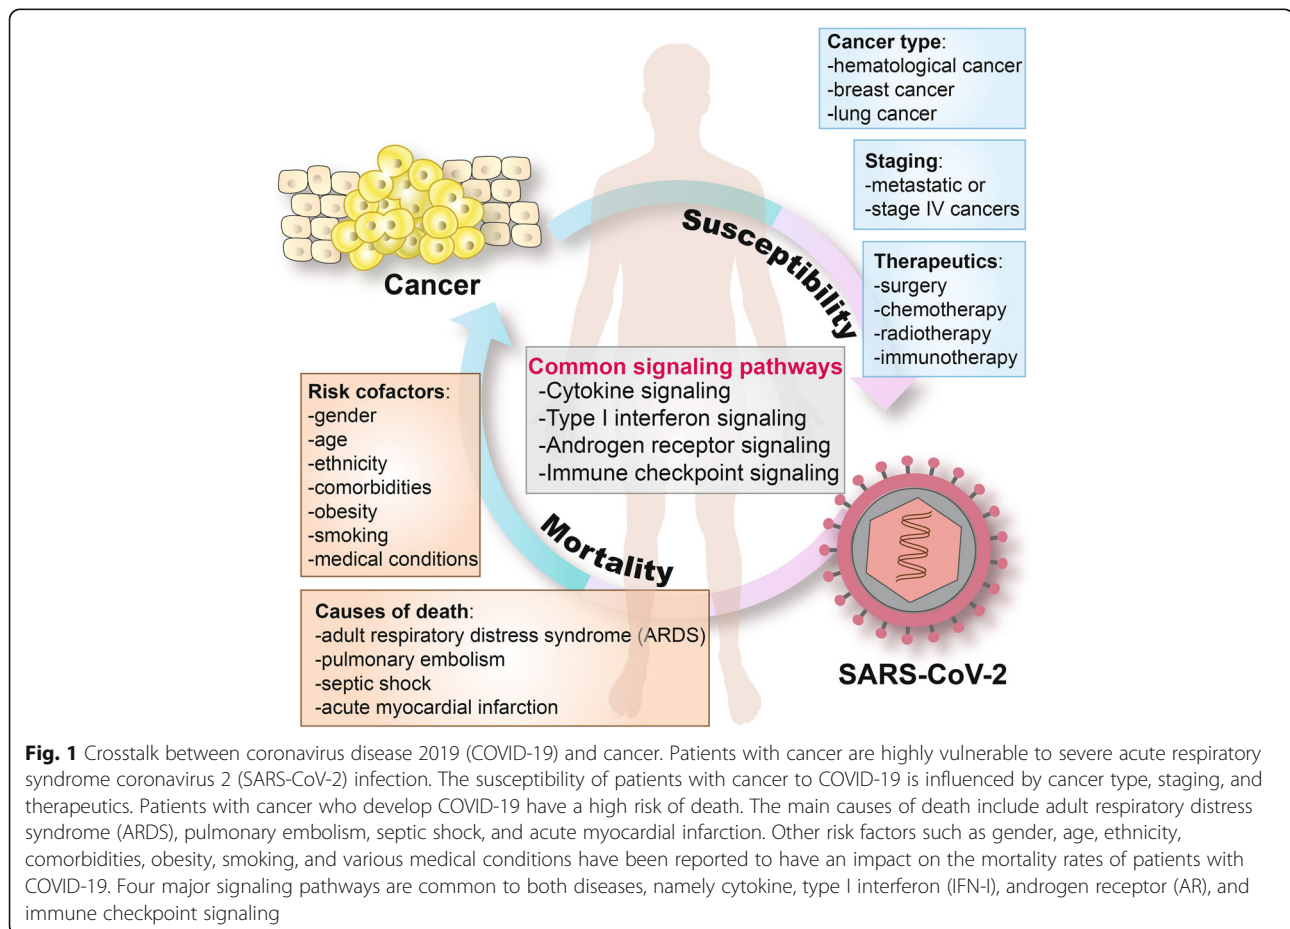 Cancer type:
-hematological cancer
-breast cancer
-lung cancer
Staging:
-metastatic or
-stage IV cancers
Therapeutics:
-surgery
-chemotherapy
-radiotherapy
-immunotherapy
Susceptibility
Cancer
Common signaling pathways
-Cytokine signaling
-Type I interferon signaling
-Androgen receptor signaling
-Immune checkpoint signaling
Risk cofactors:
-gender
-age
-ethnicity
-comorbidities
-obesity
-smoking
-medical conditions
Mortality
Causes of death:
-adult respiratory distress syndrome (ARDS)
-pulmonary embolism
-septic shock
-acute myocardial infarction
SARS-CoV-2
Fig. 1 Crosstalk between coronavirus disease 2019 (COVID-19) and cancer. Patients with cancer are highly vulnerable to severe acute respiratory
syndrome coronavirus 2 (SARS-CoV-2) infection. The susceptibility of patients with cancer to COVID-19 is influenced by cancer type, staging, and
therapeutics. Patients with cancer who develop COVID-19 have a high risk of death. The main causes of death include adult respiratory distress
syndrome (ARDS), pulmonary embolism, septic shock, and acute myocardial infarction. Other risk factors such as gender, age, ethnicity,
comorbidities, obesity, smoking, and various medical conditions have been reported to have an impact on the mortality rates of patients with
COVID-19. Four major signaling pathways are common to both diseases, namely cytokine, type I interferon (IFN-I), androgen receptor (AR), and
immune checkpoint signaling